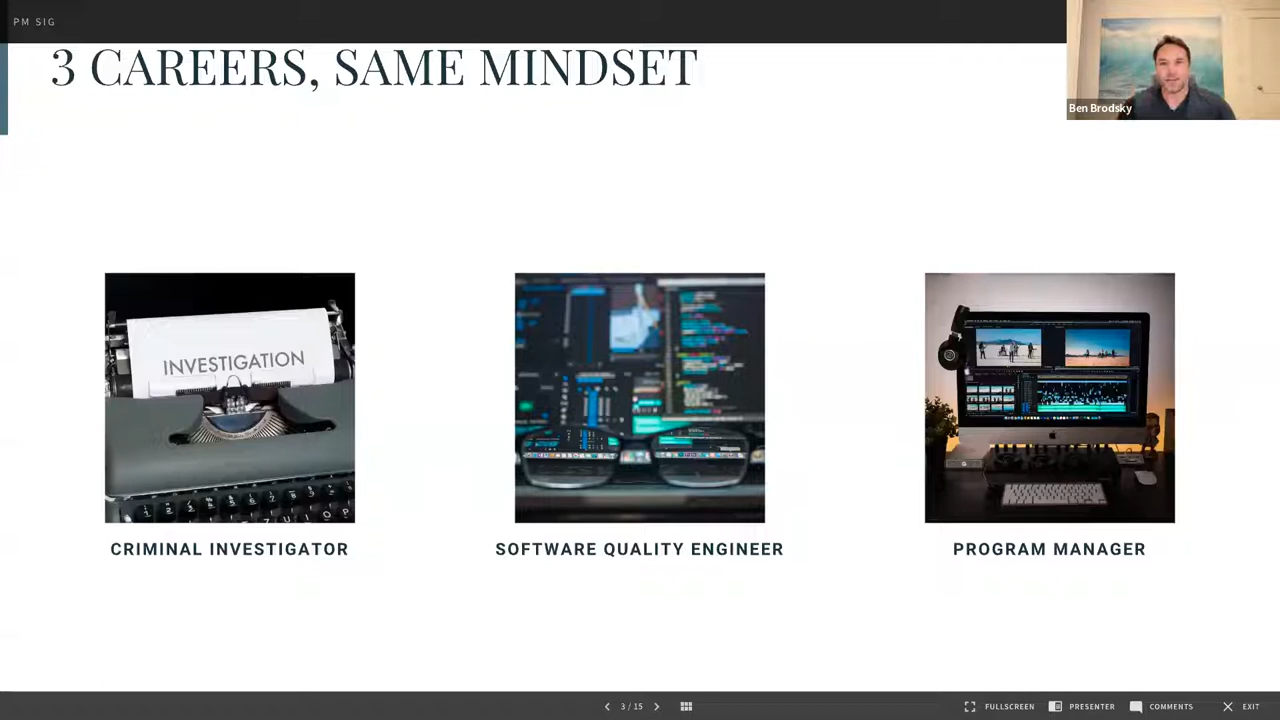 PM SIG
3 CAREERS, SAME MINDSET
Ben Brodsky
INVESTIGATION
CRIMINAL INVESTIGATOR
SOFTWARE QUALITY ENGINEER
PROGRAM MANAGER
3 / 15
FULLSCREEN
PRESENTER
COMMENTS
EXIT